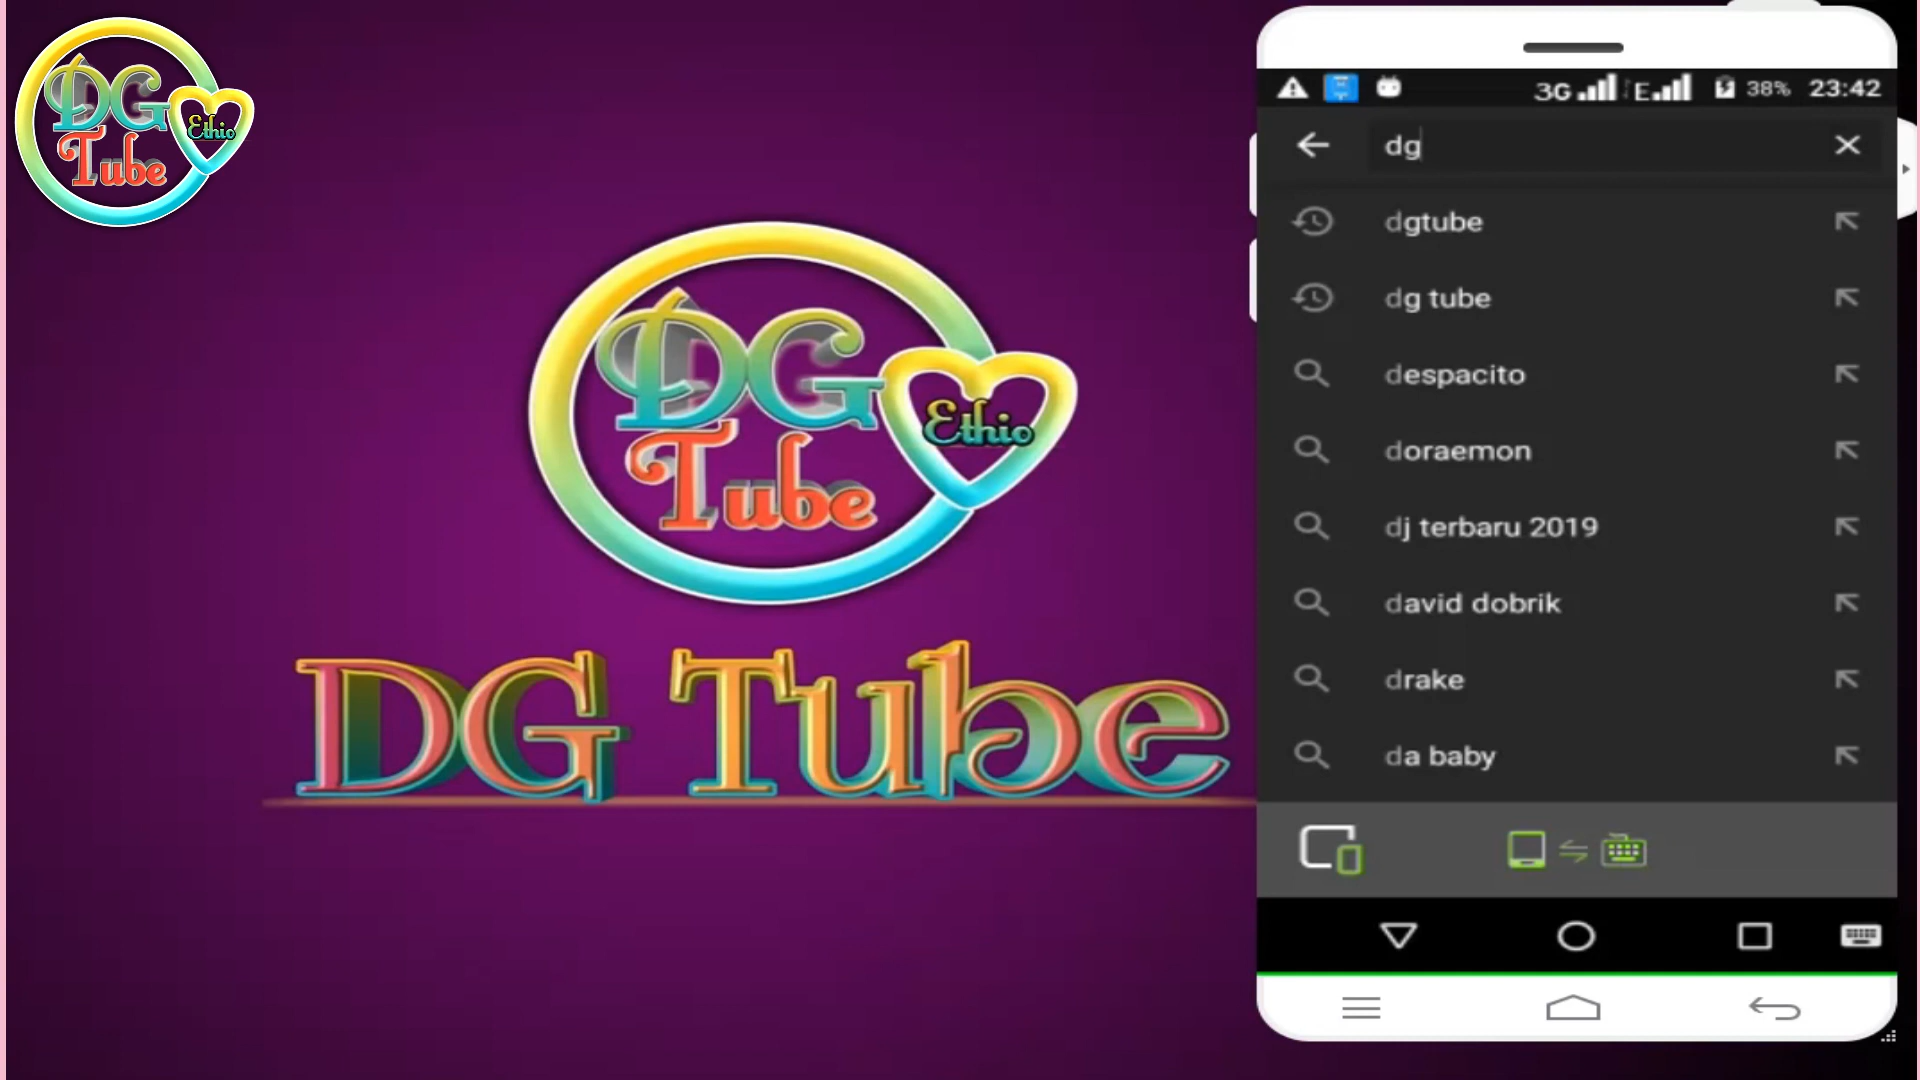 DG
Ethio
Tube
DG
Ethio
Tube
DG Tube
3G E 38% 23:42
dg
dgtube
dg tube
despacito
doraemon
dj terbaru 2019
david dobrik
drake
da baby